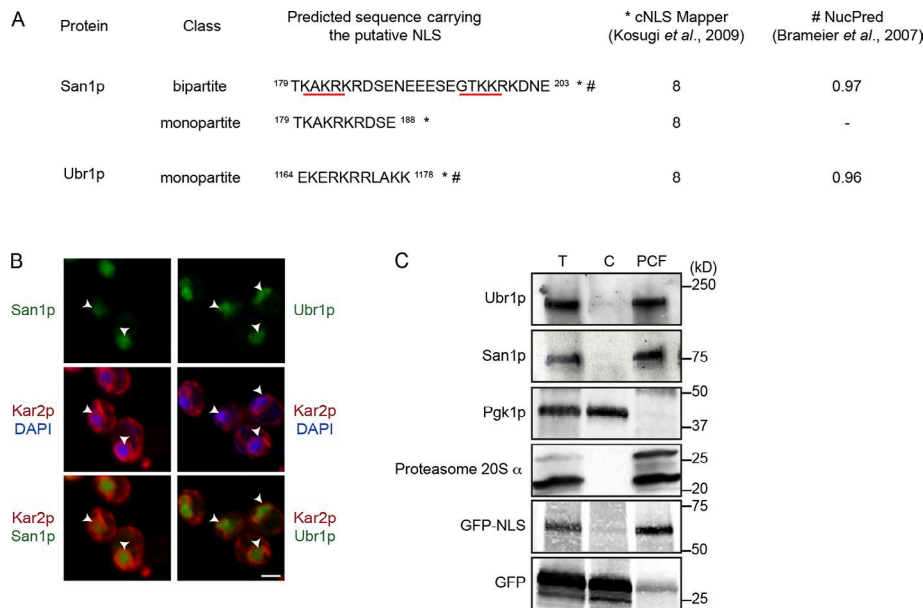 A
Protein Class Predicted sequence carrying the putative NLS * cNLS Mapper (Kosugi et al., 2009) # NucPred (Brameier et al., 2007)
San1p bipartite 179 TKAKRKRDSENEEESEGTKKRKDNE 203 * # 8 0.97
monopartite 179 TKAKRKRDSE 188 * 8 -
Ubr1p monopartite 1164 EKERKRRLAKK 1178 * # 8 0.96
B
San1p Ubr1p
Kar2p DAPI Kar2p DAPI
Kar2p San1p Kar2p Ubr1p
C
T C PCF (kD)
Ubr1p 250
San1p 75
Pgk1p 50 37
Proteasome 20S α 25 20
GFP-NLS 75 50
GFP 25